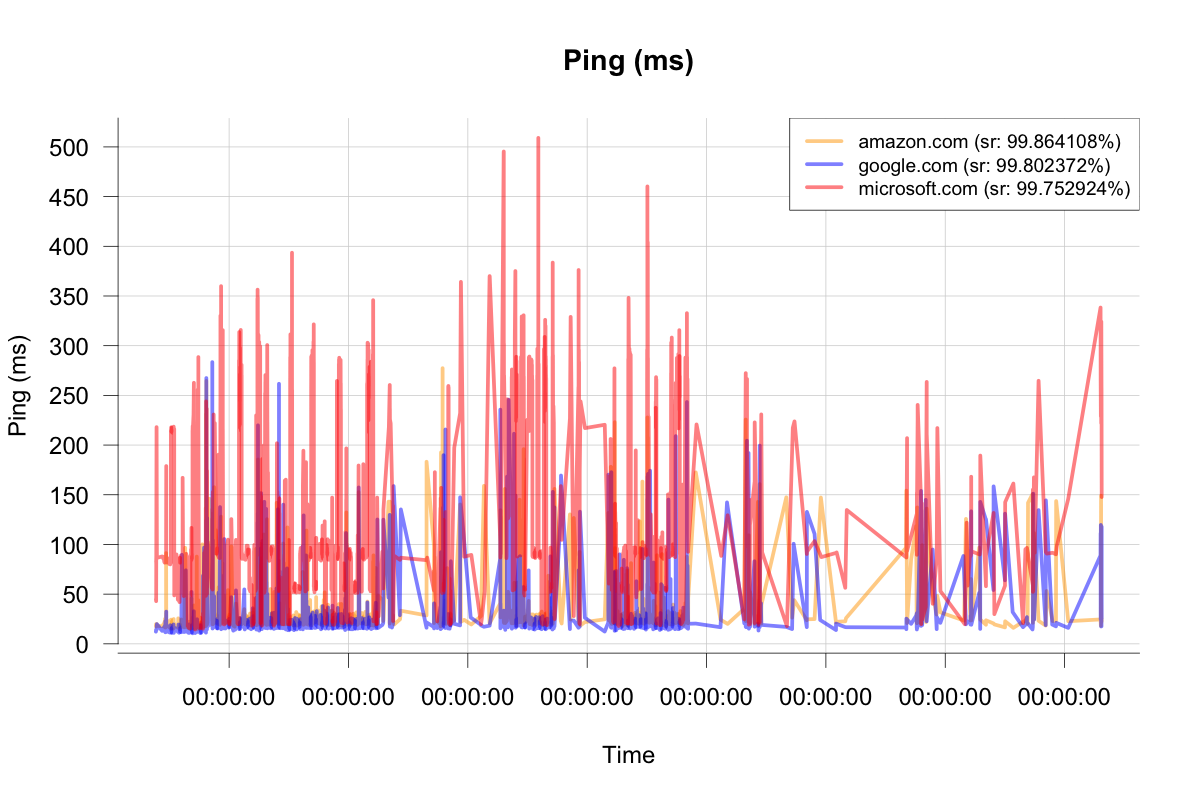 Ping (ms)
amazon.com (sr: 99.864108%)
google.com (sr: 99.802372%)
microsoft.com (sr: 99.752924%)
500
450
400
350
300
250
200
150
100
50
0
Ping (ms)
00:00:00 00:00:00 00:00:00 00:00:00 00:00:00 00:00:00 00:00:00 00:00:00
Time